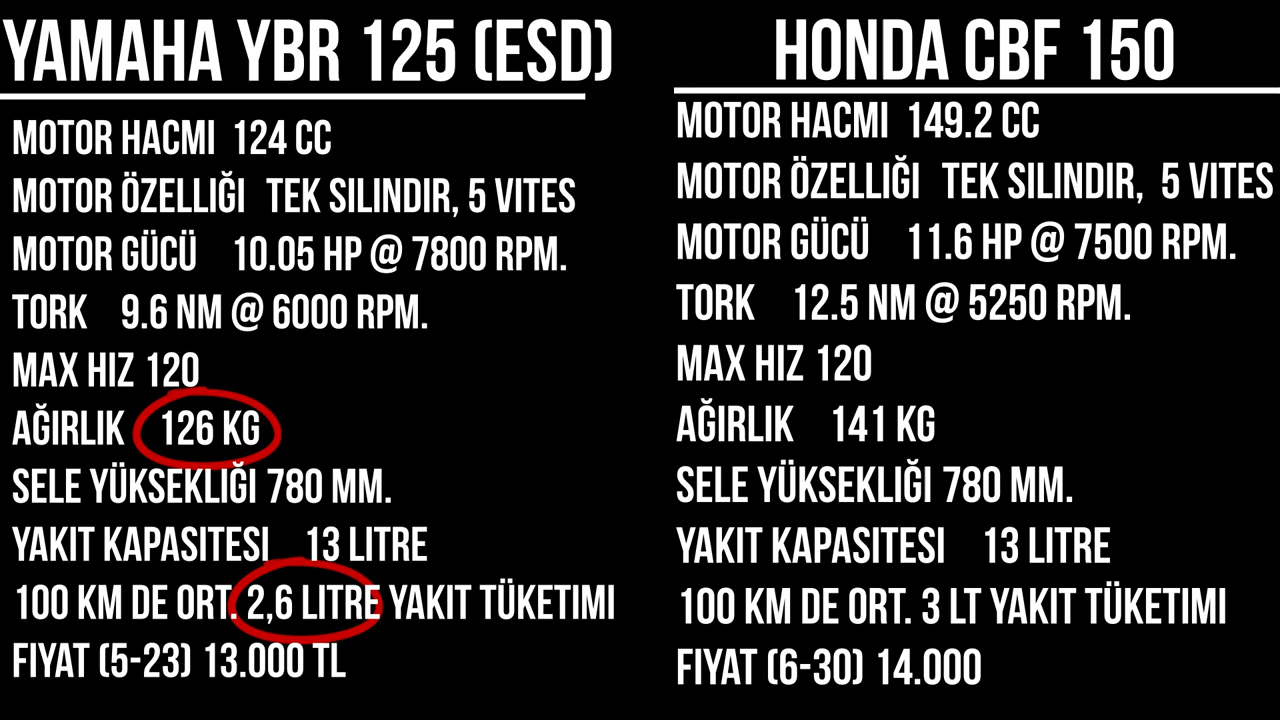 YAMAHA YBR 125 (ESD)
MOTOR HACMI 124 CC
MOTOR ÖZELLIĞI TEK SILINDIR, 5 VITES
MOTOR GÜCÜ 10.05 HP @ 7800 RPM.
TORK 9.6 NM @ 6000 RPM.
MAX HIZ 120
AĞIRLIK 126 KG
SELE YÜKSEKLIĞI 780 MM.
YAKIT KAPASITESI 13 LITRE
100 KM DE ORT. 2,6 LITRE YAKIT TÜKETIMI
FIYAT (5-23) 13.000 TL
HONDA CBF 150
MOTOR HACMI 149.2 CC
MOTOR ÖZELLIĞI TEK SILINDIR, 5 VITES
MOTOR GÜCÜ 11.6 HP @ 7500 RPM.
TORK 12.5 NM @ 5250 RPM.
MAX HIZ 120
AĞIRLIK 141 KG
SELE YÜKSEKLIĞI 780 MM.
YAKIT KAPASITESI 13 LITRE
100 KM DE ORT. 3 LT YAKIT TÜKETIMI
FIYAT (6-30) 14.000